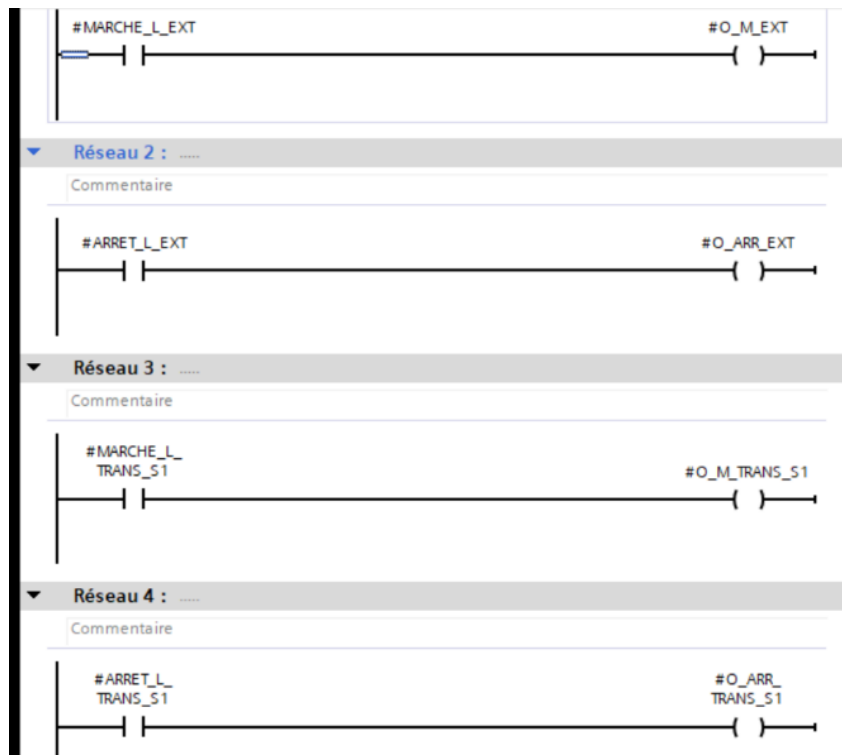 #MARCHE_L_EXT #O_M_EXT
Réseau 2 : .....
Commentaire
#ARRET_L_EXT #O_ARR_EXT
Réseau 3 : .....
Commentaire
#MARCHE_L_
TRANS_S1 #O_M_TRANS_S1
Réseau 4 : .....
Commentaire
#ARRET_L_ #O_ARR_
TRANS_S1 TRANS_S1